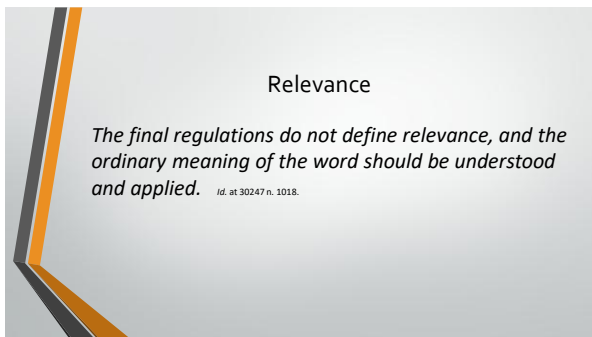 Relevance
The final regulations do not define relevance, and the
ordinary meaning of the word should be understood
and applied. Id. at 30247 n. 1018.